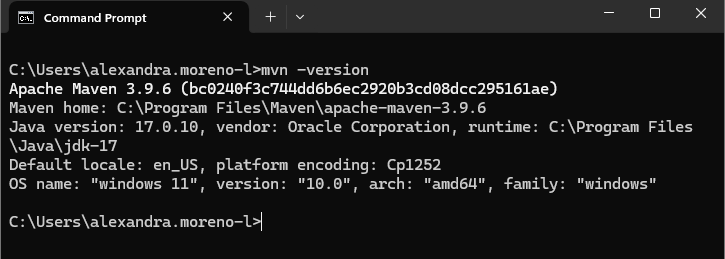 Command Prompt
C:\Users\alexandra.moreno-l>mvn -version
Apache Maven 3.9.6 (bc0240f3c744dd6b6ec2920b3cd08dcc295161ae)
Maven home: C:\Program Files\Maven\apache-maven-3.9.6
Java version: 17.0.10, vendor: Oracle Corporation, runtime: C:\Program Files
\Java\jdk-17
Default locale: en_US, platform encoding: Cp1252
OS name: "windows 11", version: "10.0", arch: "amd64", family: "windows"
C:\Users\alexandra.moreno-l>